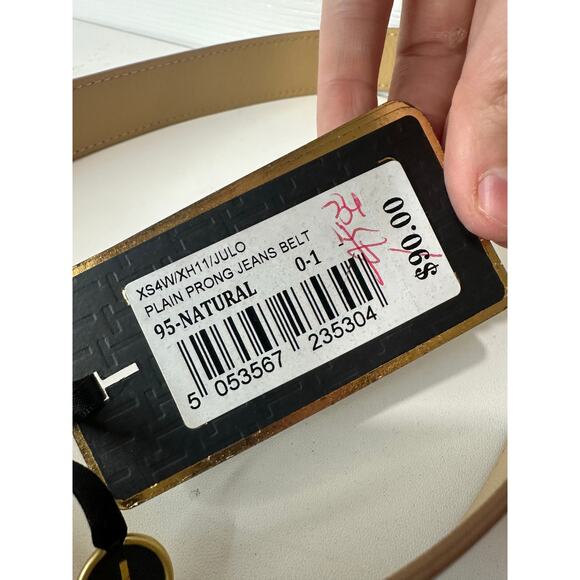 XS4W/XH11/JULO
PLAIN PRONG JEANS BELT
95-NATURAL 0-1
5 053567 235304
$90.00